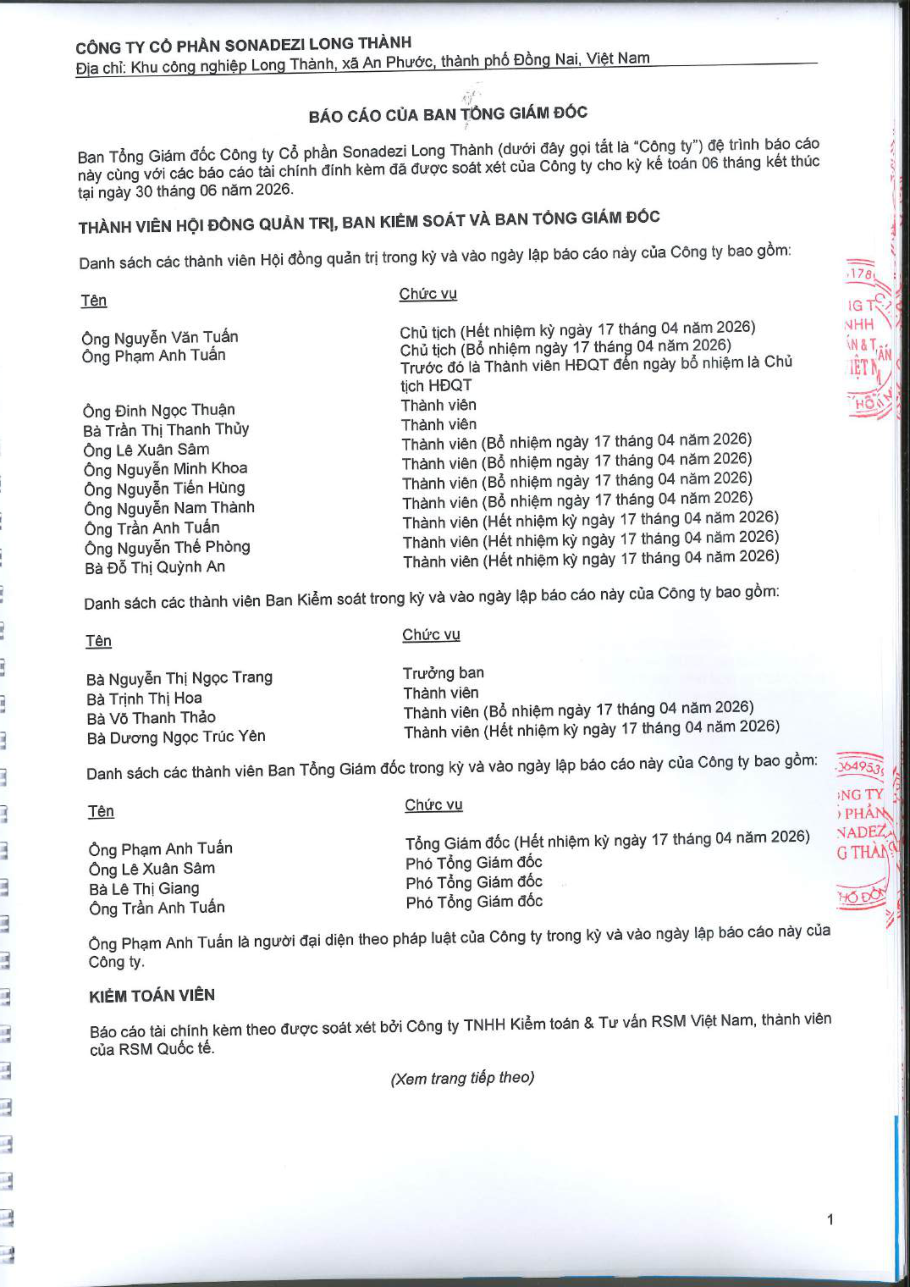 CÔNG TY CỔ PHẦN SONADEZI LONG THÀNH
Địa chỉ: Khu công nghiệp Long Thành, xã An Phước, thành phố Đồng Nai, Việt Nam
BÁO CÁO CỦA BAN TỔNG GIÁM ĐỐC
Ban Tổng Giám đốc Công ty Cổ phần Sonadezi Long Thành (dưới đây gọi tắt là “Công ty”) đệ trình báo cáo
này cùng với các báo cáo tài chính đính kèm đã được soát xét của Công ty cho kỳ kế toán 06 tháng kết thúc
tại ngày 30 tháng 06 năm 2026.
THÀNH VIÊN HỘI ĐỒNG QUẢN TRỊ, BAN KIỂM SOÁT VÀ BAN TỔNG GIÁM ĐỐC
Danh sách các thành viên Hội đồng quản trị trong kỳ và vào ngày lập báo cáo này của Công ty bao gồm:
Tên Chức vụ
Ông Nguyễn Văn Tuấn Chủ tịch (Hết nhiệm kỳ ngày 17 tháng 04 năm 2026)
Ông Phạm Anh Tuấn Chủ tịch (Bổ nhiệm ngày 17 tháng 04 năm 2026)
Trước đó là Thành viên HĐQT đến ngày bổ nhiệm là Chủ
tịch HĐQT
Ông Đinh Ngọc Thuận Thành viên
Bà Trần Thị Thanh Thủy Thành viên
Ông Lê Xuân Sâm Thành viên (Bổ nhiệm ngày 17 tháng 04 năm 2026)
Ông Nguyễn Minh Khoa Thành viên (Bổ nhiệm ngày 17 tháng 04 năm 2026)
Ông Nguyễn Tiến Hùng Thành viên (Bổ nhiệm ngày 17 tháng 04 năm 2026)
Ông Nguyễn Nam Thành Thành viên (Bổ nhiệm ngày 17 tháng 04 năm 2026)
Ông Trần Anh Tuấn Thành viên (Hết nhiệm kỳ ngày 17 tháng 04 năm 2026)
Ông Nguyễn Thế Phòng Thành viên (Hết nhiệm kỳ ngày 17 tháng 04 năm 2026)
Bà Đỗ Thị Quỳnh An Thành viên (Hết nhiệm kỳ ngày 17 tháng 04 năm 2026)
Danh sách các thành viên Ban Kiểm soát trong kỳ và vào ngày lập báo cáo này của Công ty bao gồm:
Tên Chức vụ
Bà Nguyễn Thị Ngọc Trang Trưởng ban
Bà Trịnh Thị Hoa Thành viên
Bà Võ Thanh Thảo Thành viên (Bổ nhiệm ngày 17 tháng 04 năm 2026)
Bà Dương Ngọc Trúc Yên Thành viên (Hết nhiệm kỳ ngày 17 tháng 04 năm 2026)
Danh sách các thành viên Ban Tổng Giám đốc trong kỳ và vào ngày lập báo cáo này của Công ty bao gồm:
Tên Chức vụ
Ông Phạm Anh Tuấn Tổng Giám đốc (Hết nhiệm kỳ ngày 17 tháng 04 năm 2026)
Ông Lê Xuân Sâm Phó Tổng Giám đốc
Bà Lê Thị Giang Phó Tổng Giám đốc
Ông Trần Anh Tuấn Phó Tổng Giám đốc
Ông Phạm Anh Tuấn là người đại diện theo pháp luật của Công ty trong kỳ và vào ngày lập báo cáo này của
Công ty.
KIỂM TOÁN VIÊN
Báo cáo tài chính kèm theo được soát xét bởi Công ty TNHH Kiểm toán & Tư vấn RSM Việt Nam, thành viên
của RSM Quốc tế.
(Xem trang tiếp theo)
1